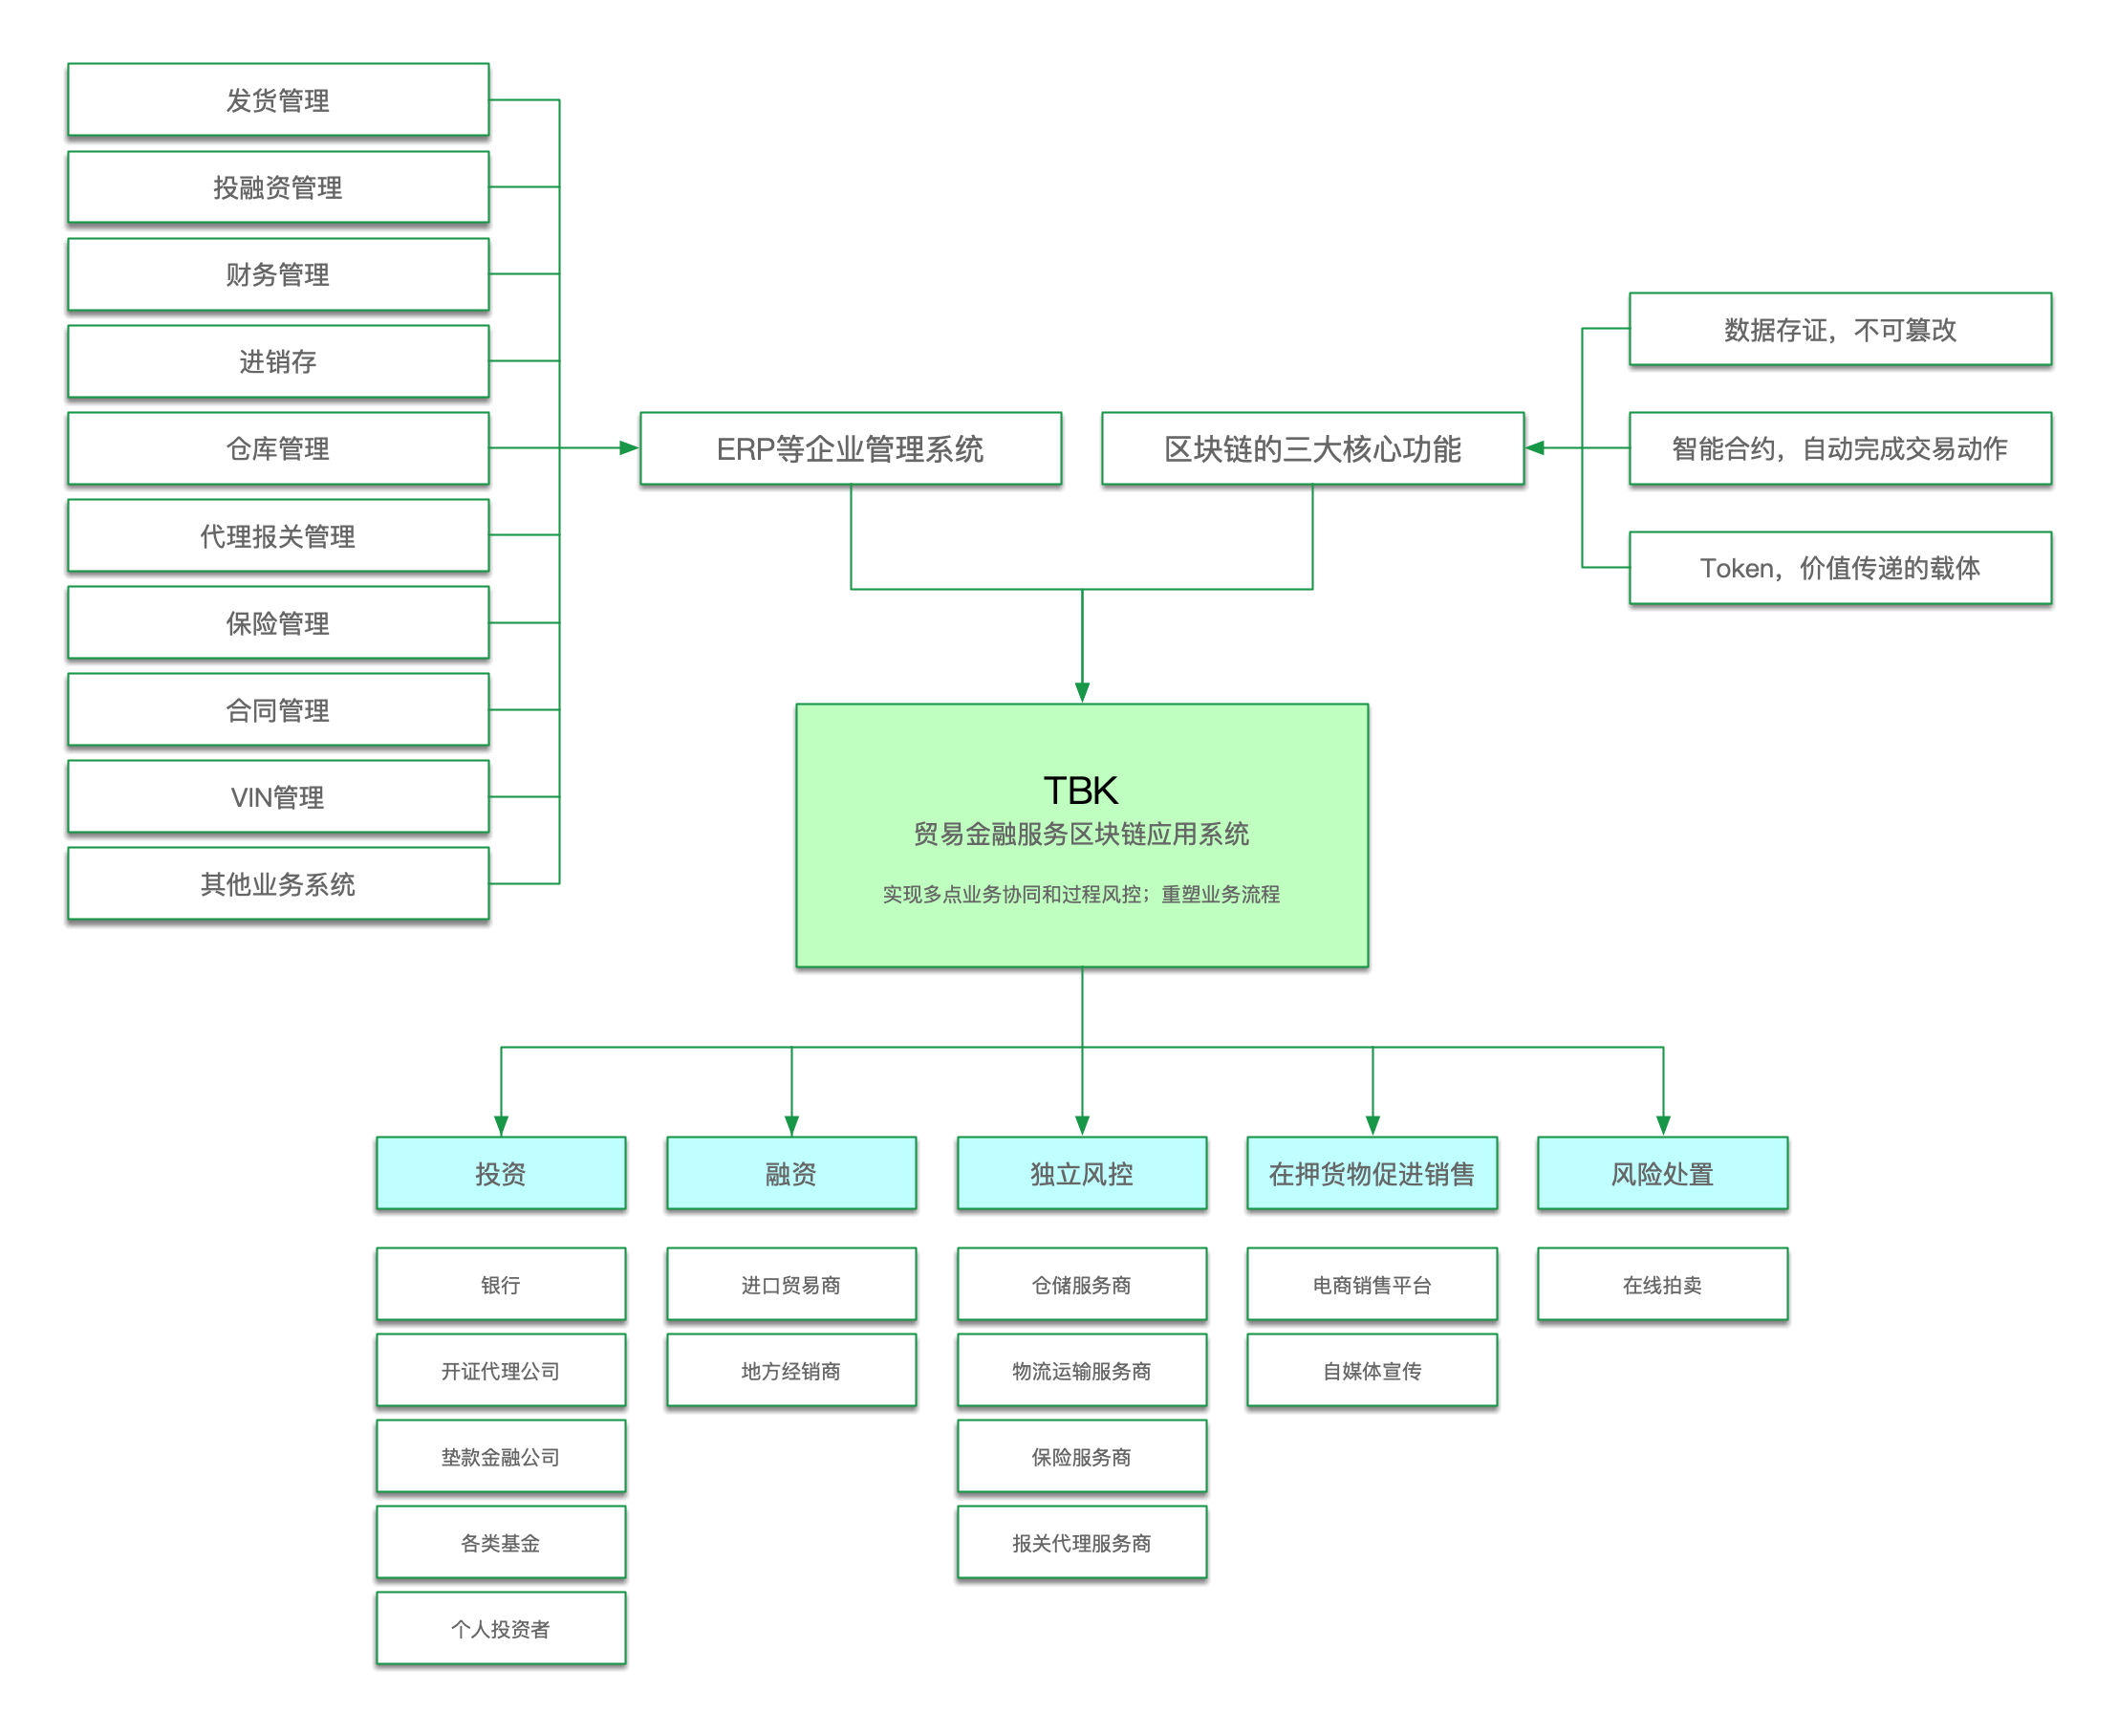 发货管理
投融资管理
财务管理
进销存
仓库管理
代理报关管理
保险管理
合同管理
VIN管理
其他业务系统
ERP等企业管理系统
区块链的三大核心功能
数据存证，不可篡改
智能合约，自动完成交易动作
Token，价值传递的载体
TBK
贸易金融服务区块链应用系统
实现多点业务协同和过程风控；重塑业务流程
投资
银行
开证代理公司
垫款金融公司
各类基金
个人投资者
融资
进口贸易商
地方经销商
独立风控
仓储服务商
物流运输服务商
保险服务商
报关代理服务商
在押货物促进销售
电商销售平台
自媒体宣传
风险处置
在线拍卖